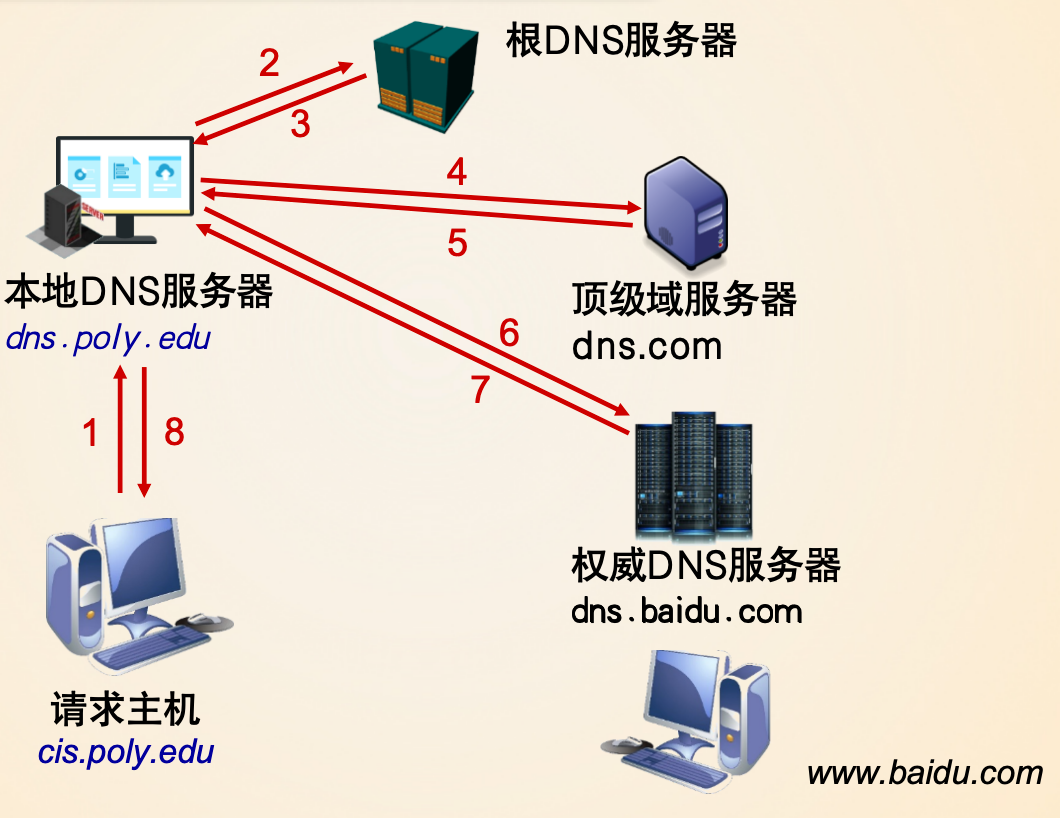 根DNS服务器
2
3
4
5
SERVER
本地DNS服务器
dns.poly.edu
顶级域服务器
dns.com
6
7
1
8
权威DNS服务器
dns.baidu.com
请求主机
cis.poly.edu
www.baidu.com